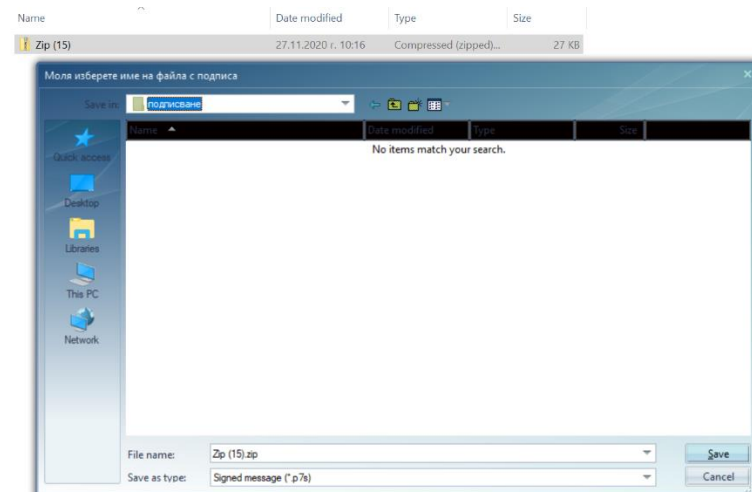 Name Date modified Type Size
Zip (15) 27.11.2020 г. 10:16 Compressed (zipped)... 27 KB
Моля изберете име на файла с подписа
Save in: подписване
Name Date modified Type Size
No items match your search.
Quick access
Desktop
Libraries
This PC
Network
File name: Zip (15).zip Save
Save as type: Signed message (*.p7s) Cancel